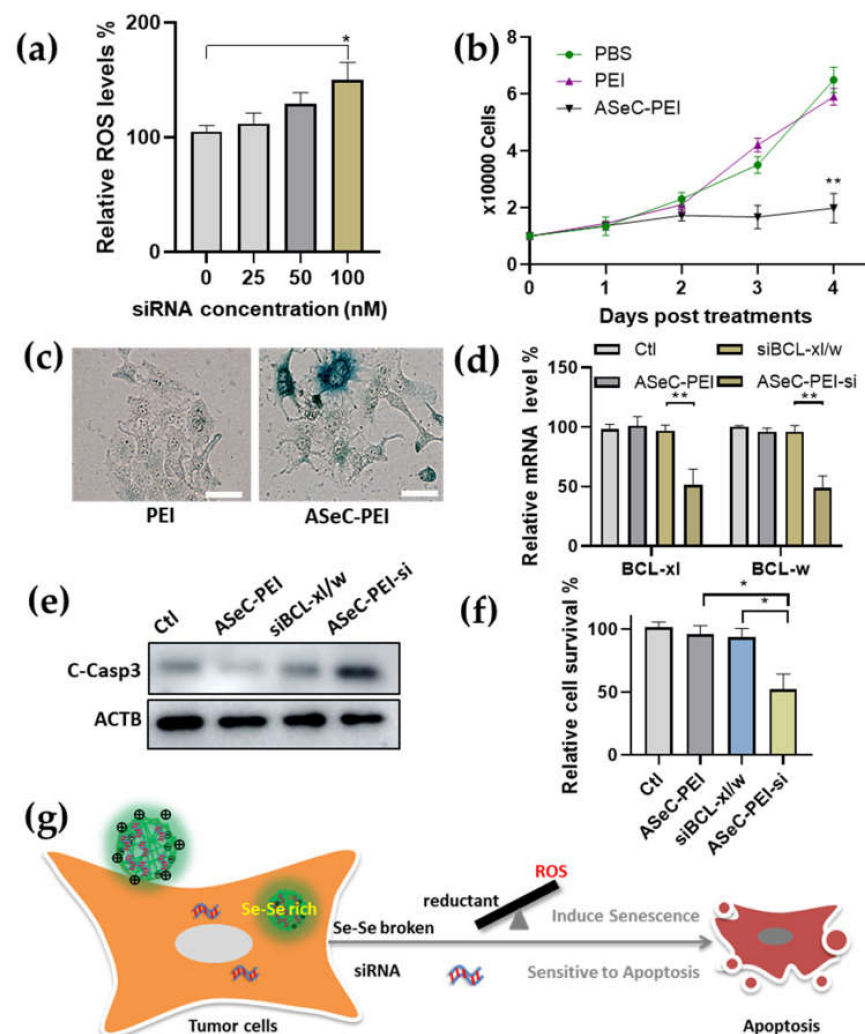 (a)
Relative ROS levels %
200
100
0
*
0 25 50 100
siRNA concentration (nM)
(b)
x10000 Cells
8
6
4
2
0
PBS
PEI
ASeC-PEI
**
0 1 2 3 4
Days post treatments
(c)
PEI
ASeC-PEI
(d)
Ctl
siBCL-xl/w
ASeC-PEI
ASeC-PEI-si
Relative mRNA level %
150
100
50
0
**
**
BCL-xl
BCL-w
(e)
Ctl
ASeC-PEI
siBCL-xl/w
ASeC-PEI-si
C-Casp3
ACTB
(f)
Relative cell survival %
100
50
0
*
*
Ctl
ASeC-PEI
siBCL-xl/w
ASeC-PEI-si
(g)
Se-Se rich
Tumor cells
Se-Se broken
siRNA
reductant
ROS
Induce Senescence
Sensitive to Apoptosis
Apoptosis